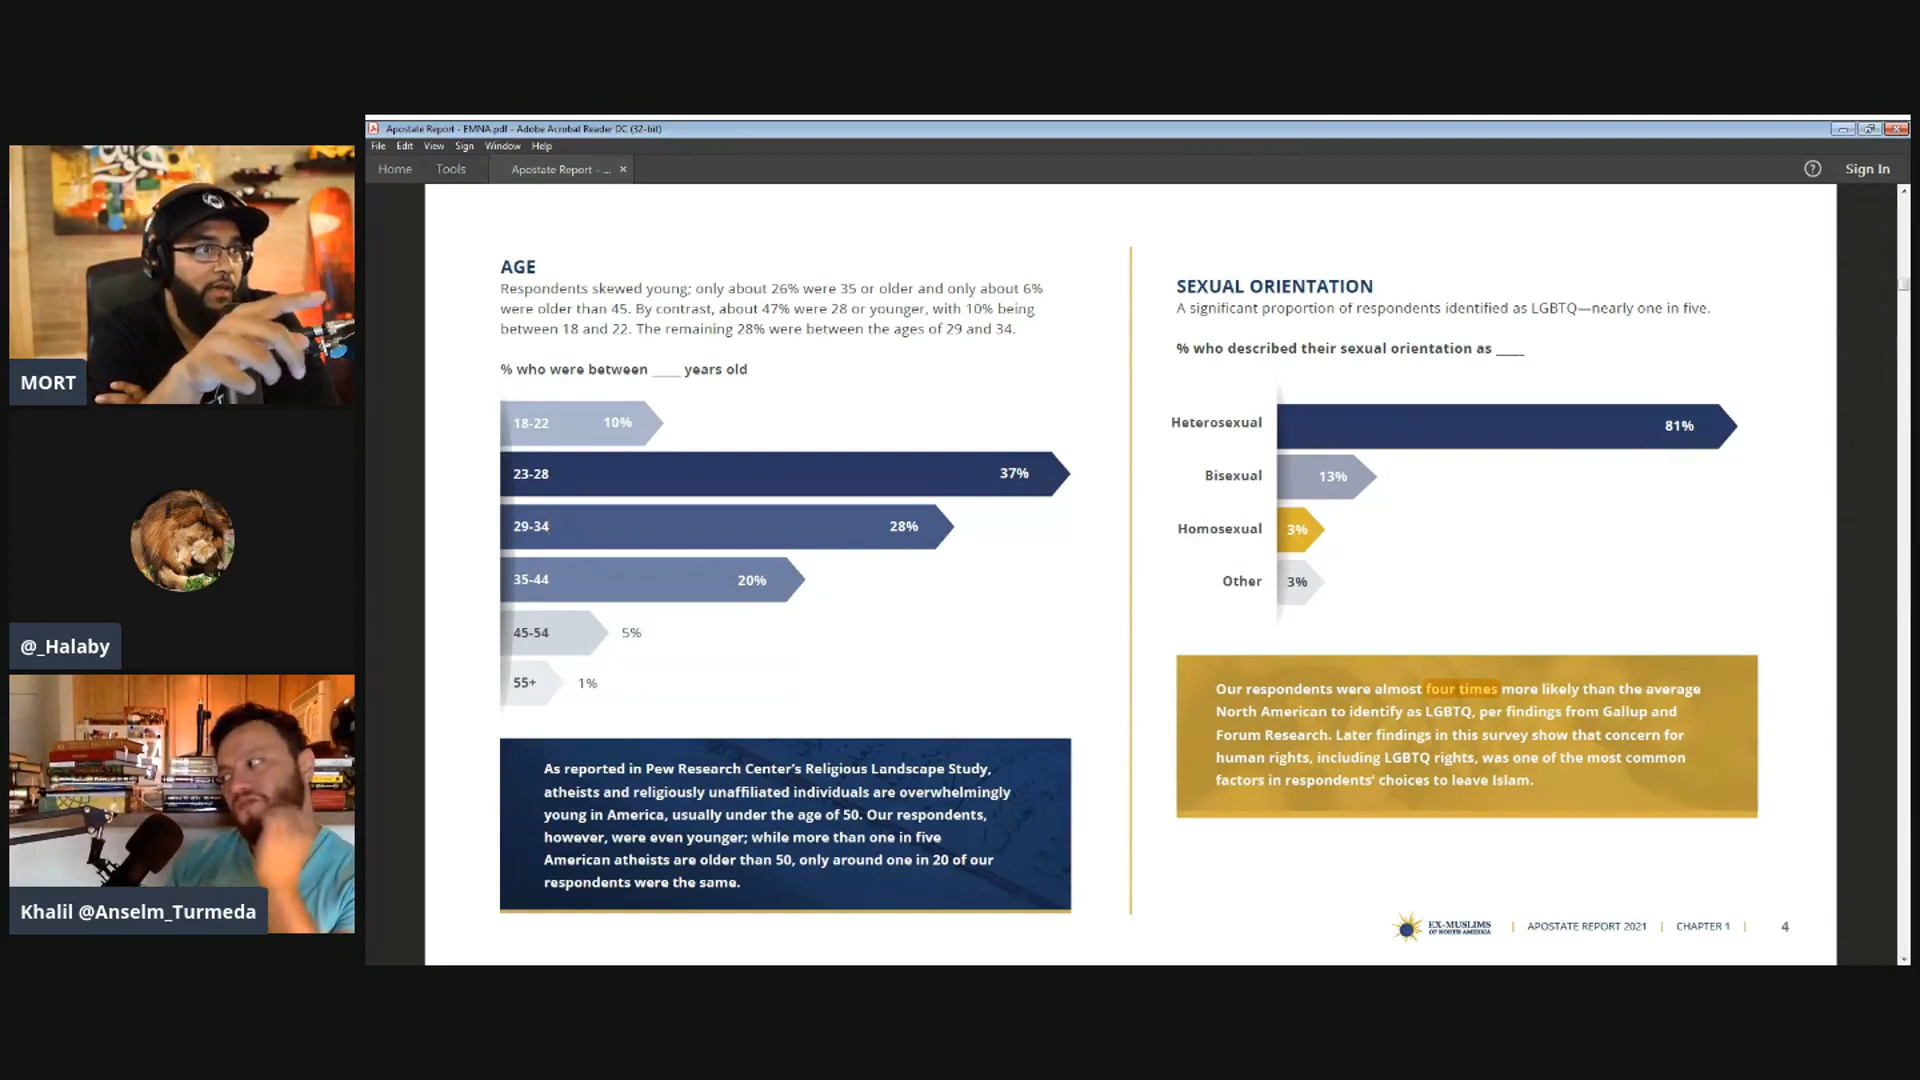 Apostate Report - EMNA.pdf - Adobe Acrobat Reader DC (32-bit)
File Edit View Sign Window Help
Home Tools Apostate Report - ... × ? Sign In
MORT
@_Halaby
Khalil @Anselm_Turmeda
AGE
Respondents skewed young; only about 26% were 35 or older and only about 6%
were older than 45. By contrast, about 47% were 28 or younger, with 10% being
between 18 and 22. The remaining 28% were between the ages of 29 and 34.
% who were between ____ years old
18-22 10%
23-28 37%
29-34 28%
35-44 20%
45-54 5%
55+ 1%
As reported in Pew Research Center's Religious Landscape Study,
atheists and religiously unaffiliated individuals are overwhelmingly
young in America, usually under the age of 50. Our respondents,
however, were even younger; while more than one in five
American atheists are older than 50, only around one in 20 of our
respondents were the same.
SEXUAL ORIENTATION
A significant proportion of respondents identified as LGBTQ—nearly one in five.
% who described their sexual orientation as ____
Heterosexual 81%
Bisexual 13%
Homosexual 3%
Other 3%
Our respondents were almost four times more likely than the average
North American to identify as LGBTQ, per findings from Gallup and
Forum Research. Later findings in this survey show that concern for
human rights, including LGBTQ rights, was one of the most common
factors in respondents' choices to leave Islam.
EX-MUSLIMS
OF NORTH AMERICA
| APOSTATE REPORT 2021 | CHAPTER 1 | 4